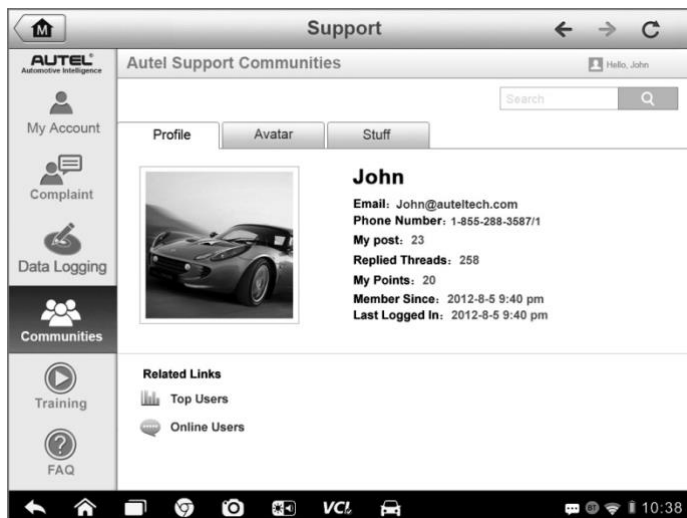 M
Support
AUTEL®
Automotive Intelligence
Autel Support Communities
Hello, John
Search
My Account
Complaint
Data Logging
Communities
Training
? FAQ
Profile
Avatar
Stuff
John
Email: John@auteltech.com
Phone Number: 1-855-288-3587/1
My post: 23
Replied Threads: 258
My Points: 20
Member Since: 2012-8-5 9:40 pm
Last Logged In: 2012-8-5 9:40 pm
Related Links
Top Users
Online Users
VCI
BT
10:38